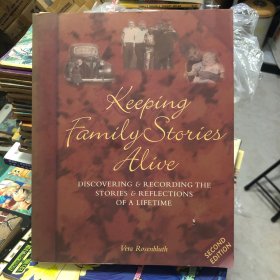 Keeping
Family Stories
Alive
DISCOVERING & RECORDING THE
STORIES & REFLECTIONS
OF A LIFETIME
Vera Rosenbluth
SECOND
EDITION